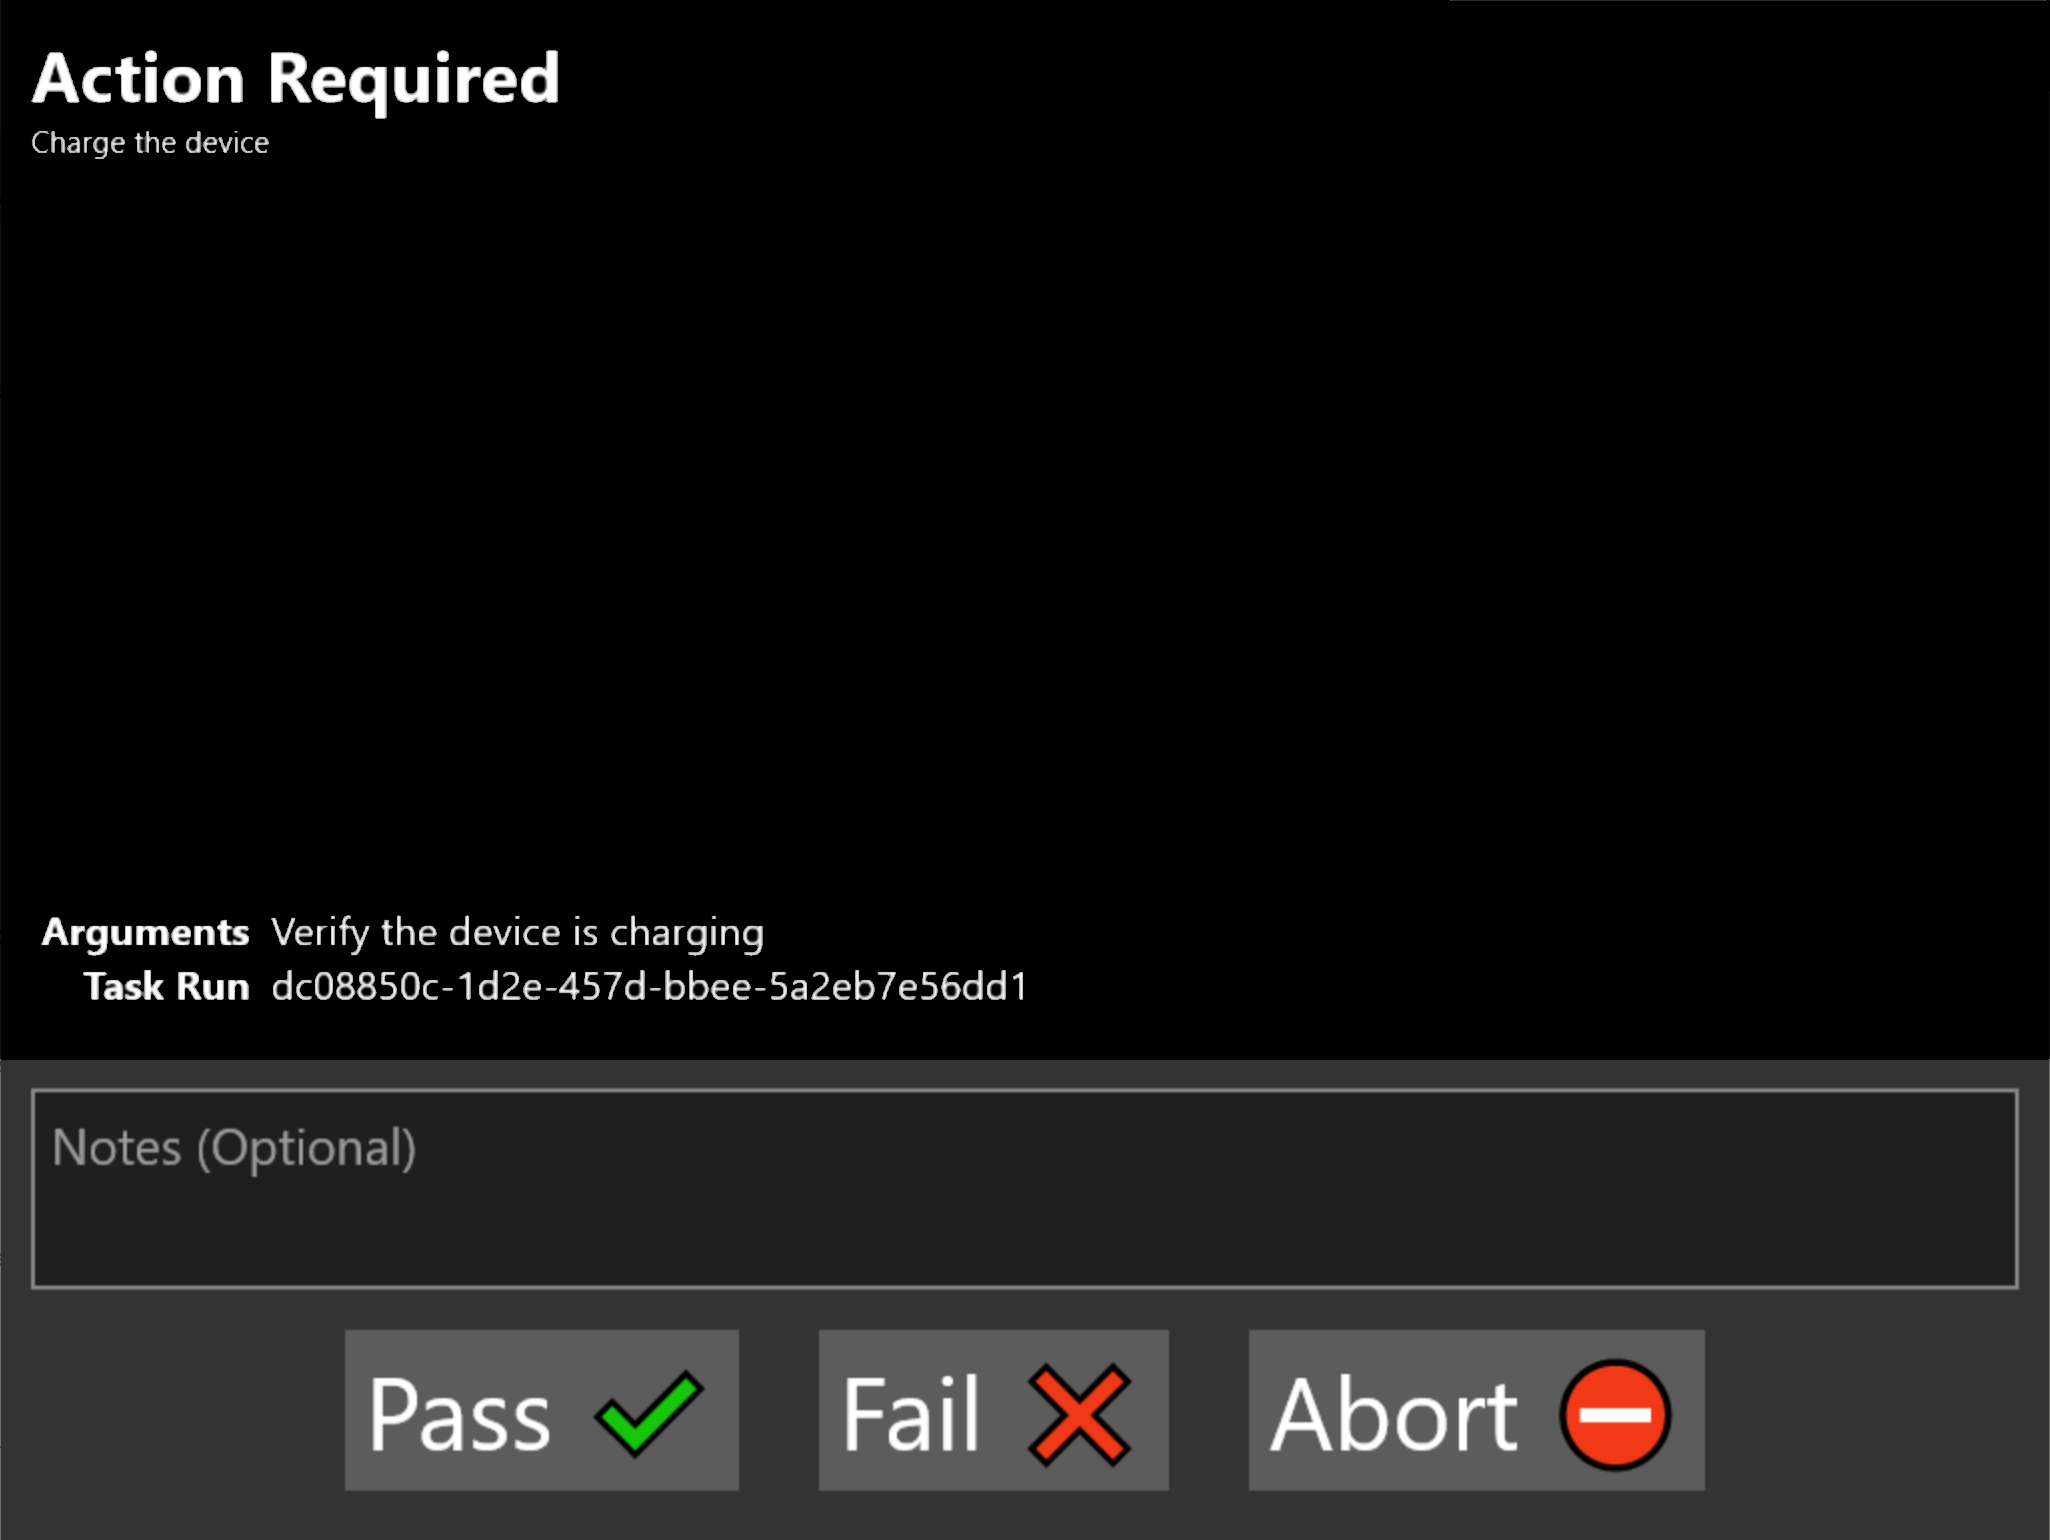 Action Required
Charge the device
Arguments Verify the device is charging
Task Run dc08850c-1d2e-457d-bbee-5a2eb7e56dd1
Notes (Optional)
Pass Fail Abort